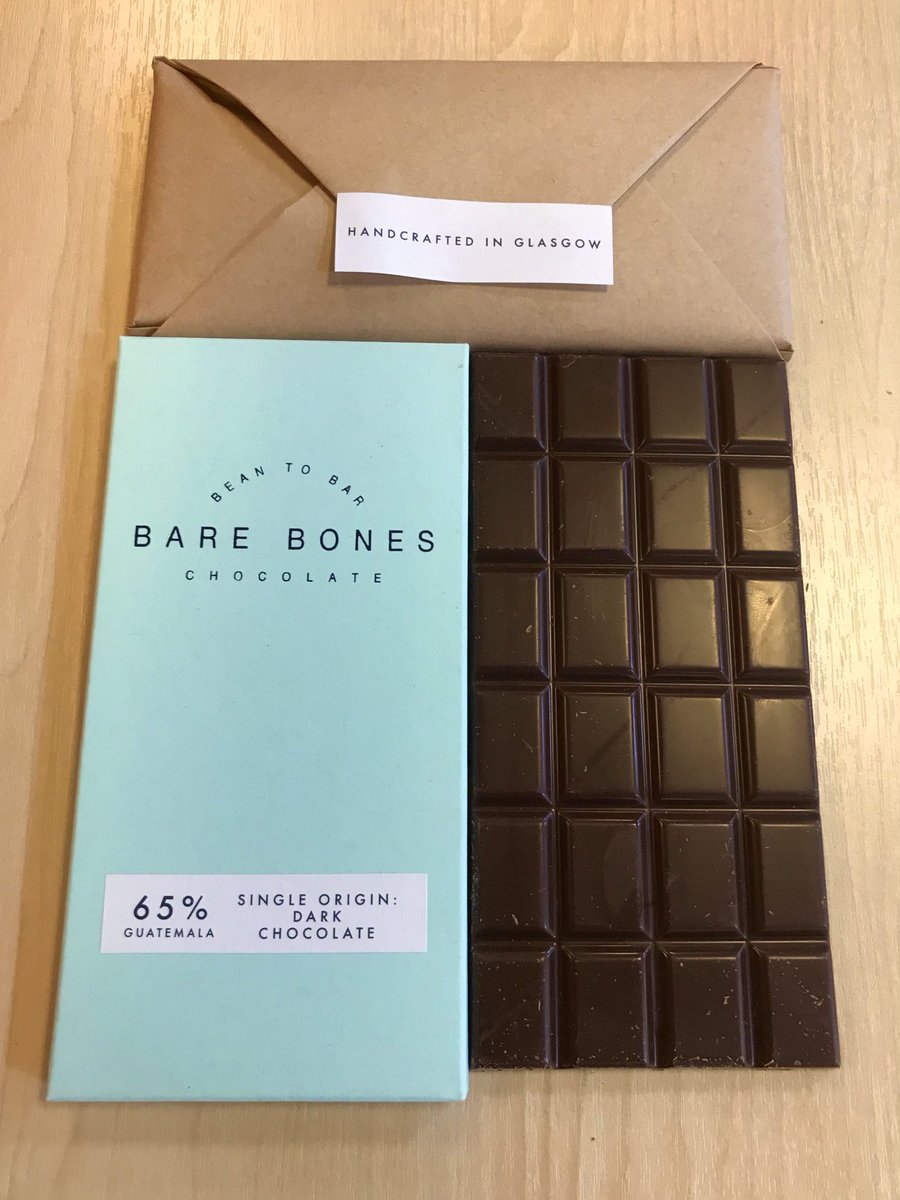 HANDCRAFTED IN GLASGOW
BEAN TO BAR
BARE BONES
CHOCOLATE
65%
GUATEMALA
SINGLE ORIGIN:
DARK
CHOCOLATE